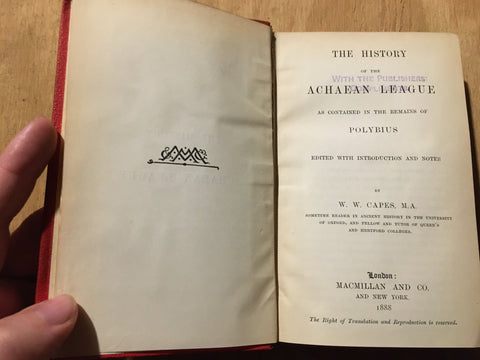 THE HISTORY
OF THE
WITH THE PUBLISHERS'
ACHAEAN LEAGUE
AS CONTAINED IN THE REMAINS OF
POLYBIUS
EDITED WITH INTRODUCTION AND NOTES
BY
W. W. CAPES, M.A.
SOMETIME READER IN ANCIENT HISTORY IN THE UNIVERSITY
OF OXFORD, AND FELLOW AND TUTOR OF QUEEN'S
AND HERTFORD COLLEGES.
London:
MACMILLAN AND CO.
AND NEW YORK.
1888
The Right of Translation and Reproduction is reserved.